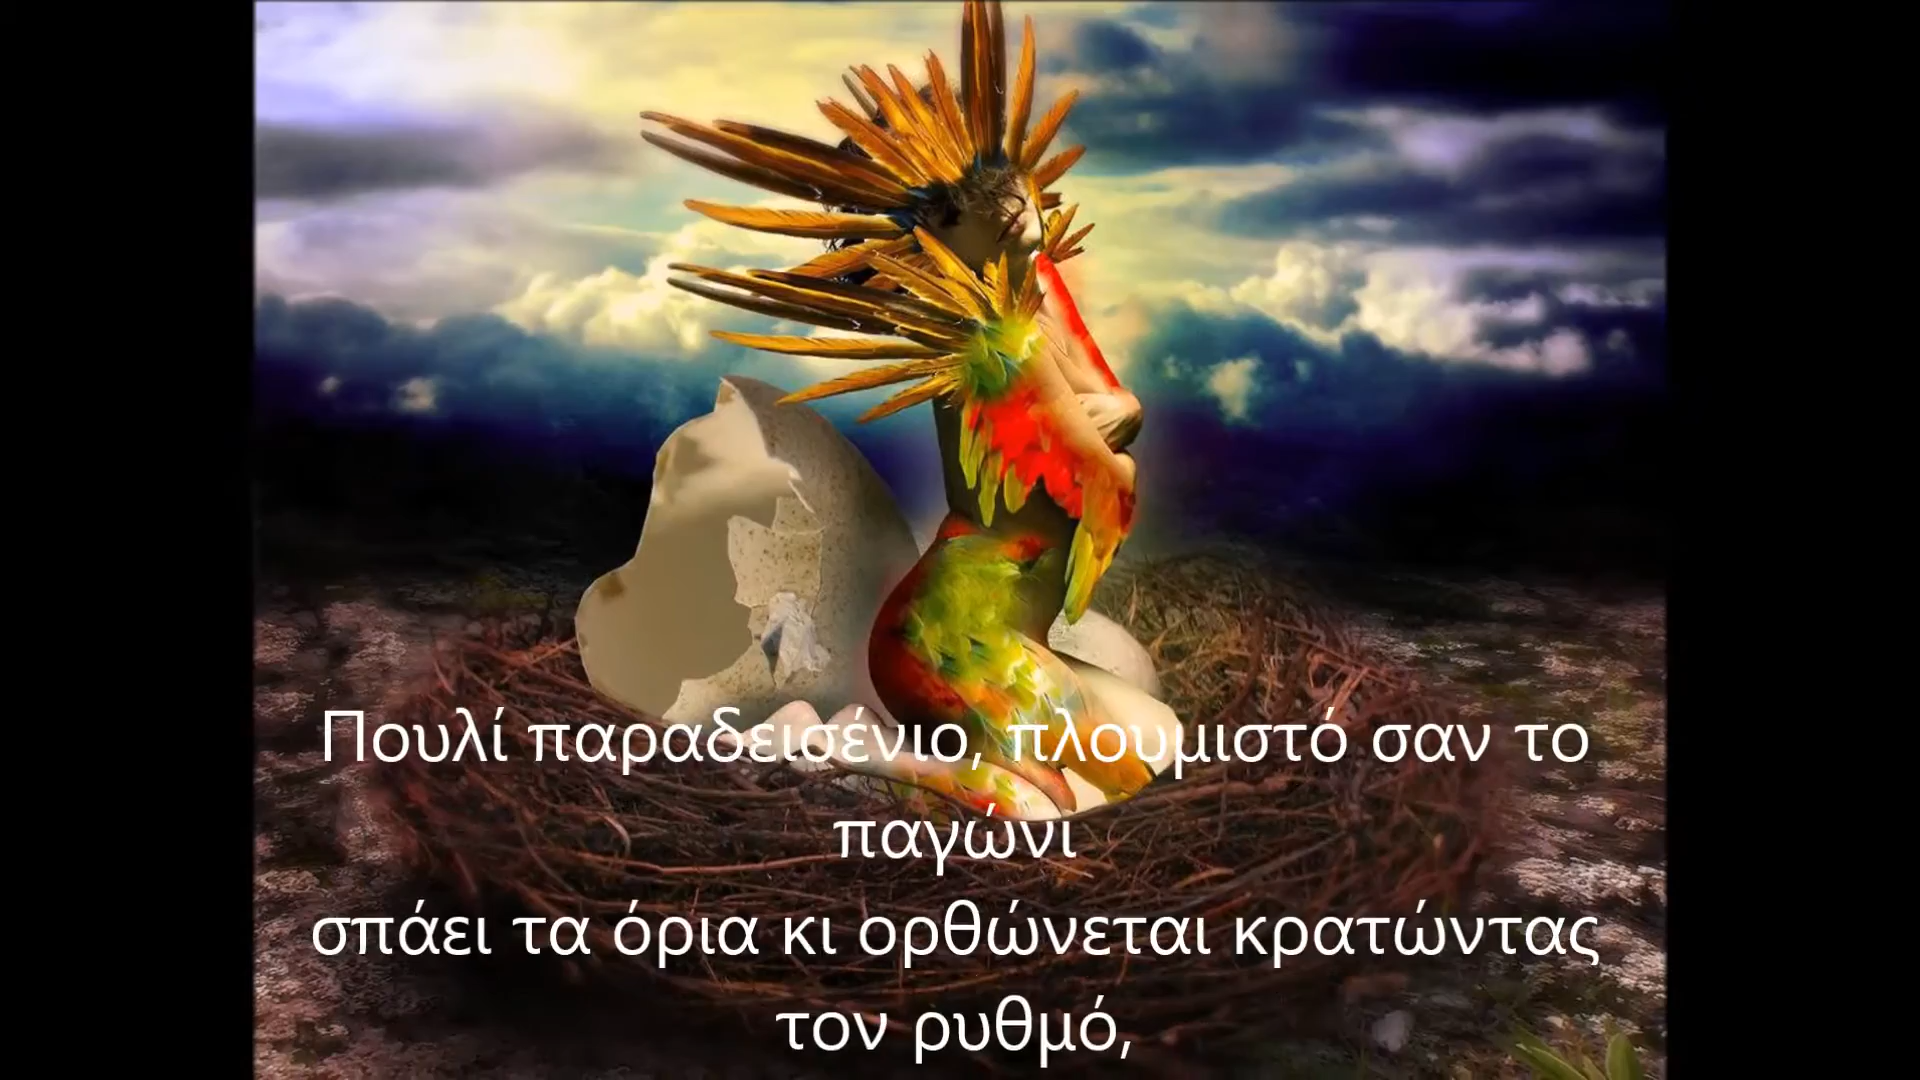 Πουλί παραδεισένιο, πλουμιστό σαν το
παγώνι
σπάει τα όρια κι ορθώνεται κρατώντας
τον ρυθμό,